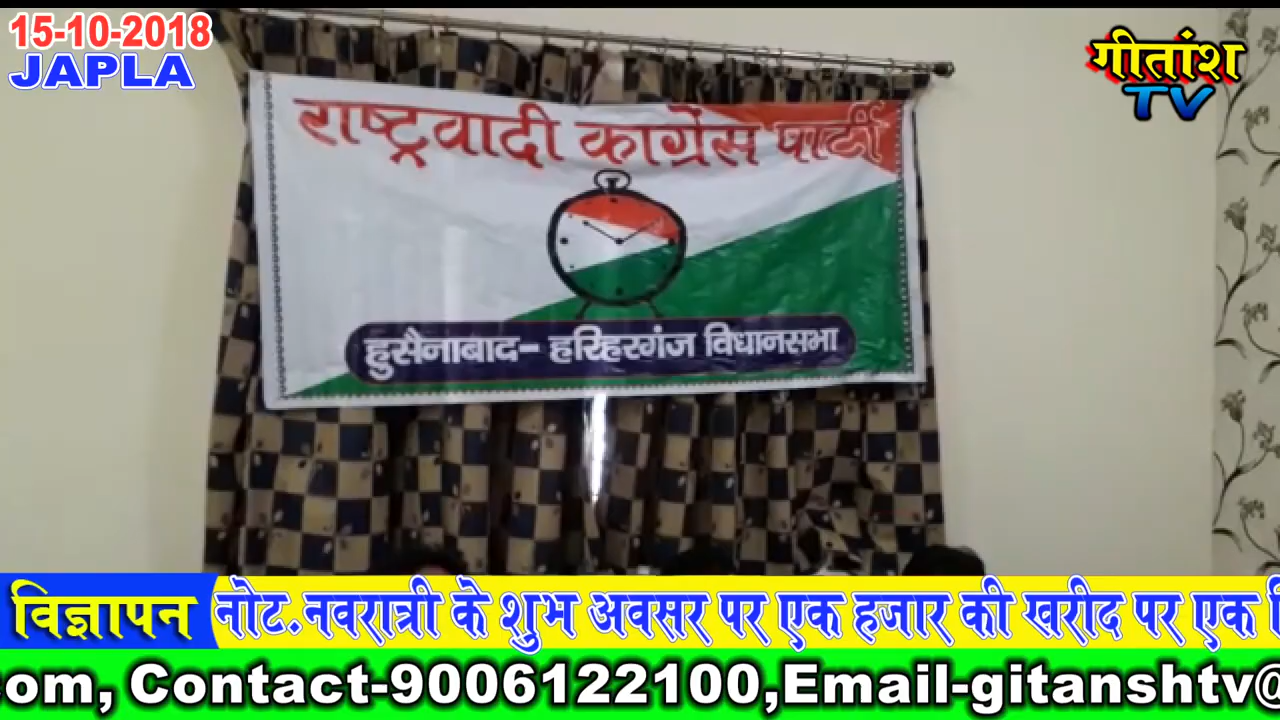 15-10-2018
JAPLA
गीतांश
TV
राष्ट्रवादी कार्ग्रेस पार्टी
हुसैनाबाद- हरिहरगंज विधानसभा
विज्ञापन
नोट.नवरात्री के शुभ अवसर पर एक हजार की खरीद पर एक
com, Contact-9006122100,Email-gitanshtv@